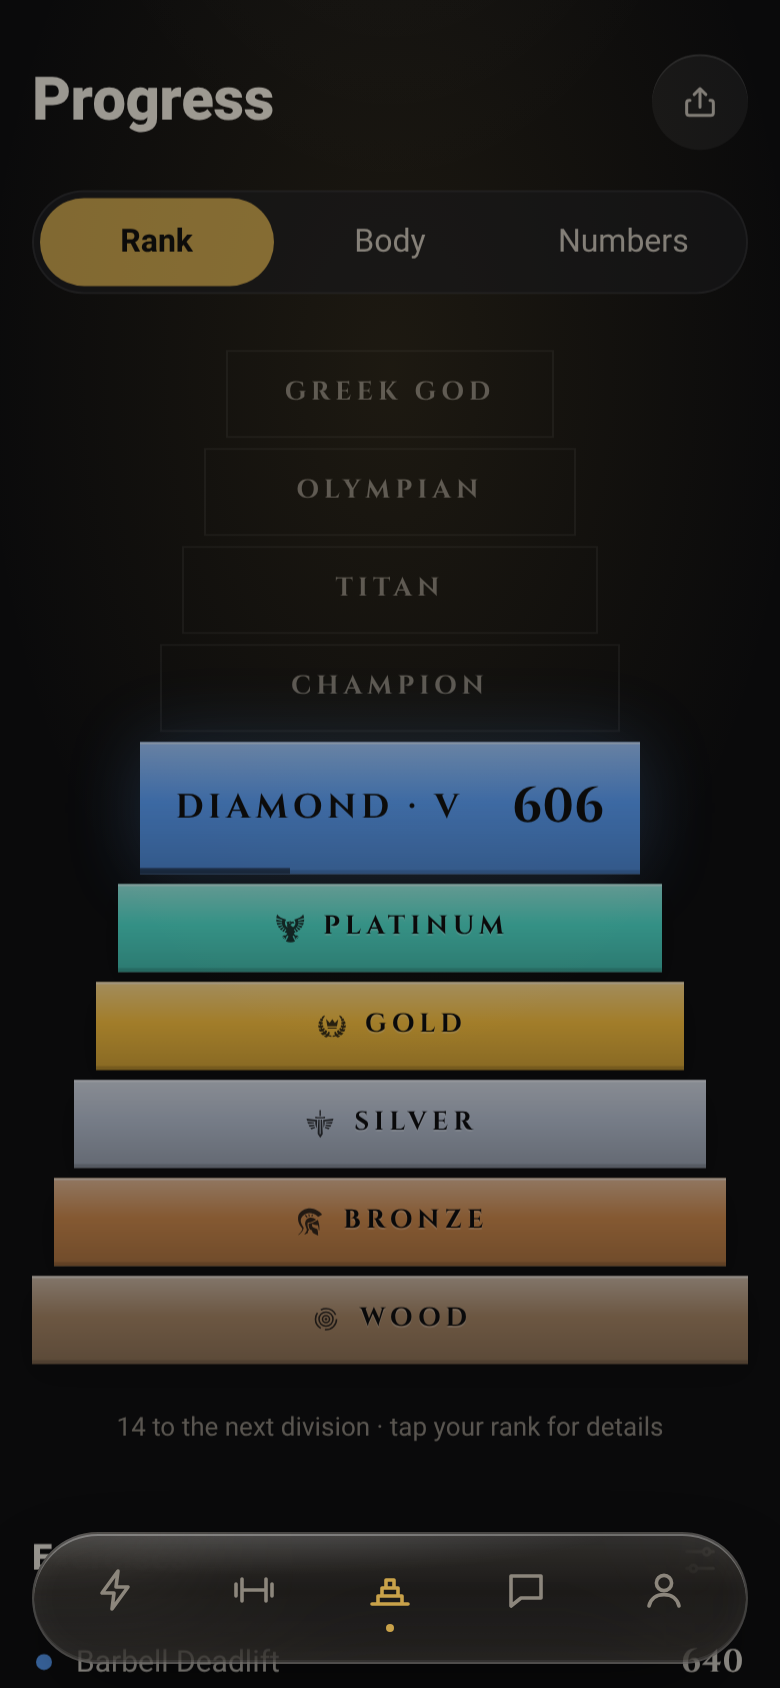 Progress
Rank Body Numbers
GREEK GOD
OLYMPIAN
TITAN
CHAMPION
DIAMOND · V 606
PLATINUM
GOLD
SILVER
BRONZE
WOOD
14 to the next division · tap your rank for details
Barbell Deadlift 640